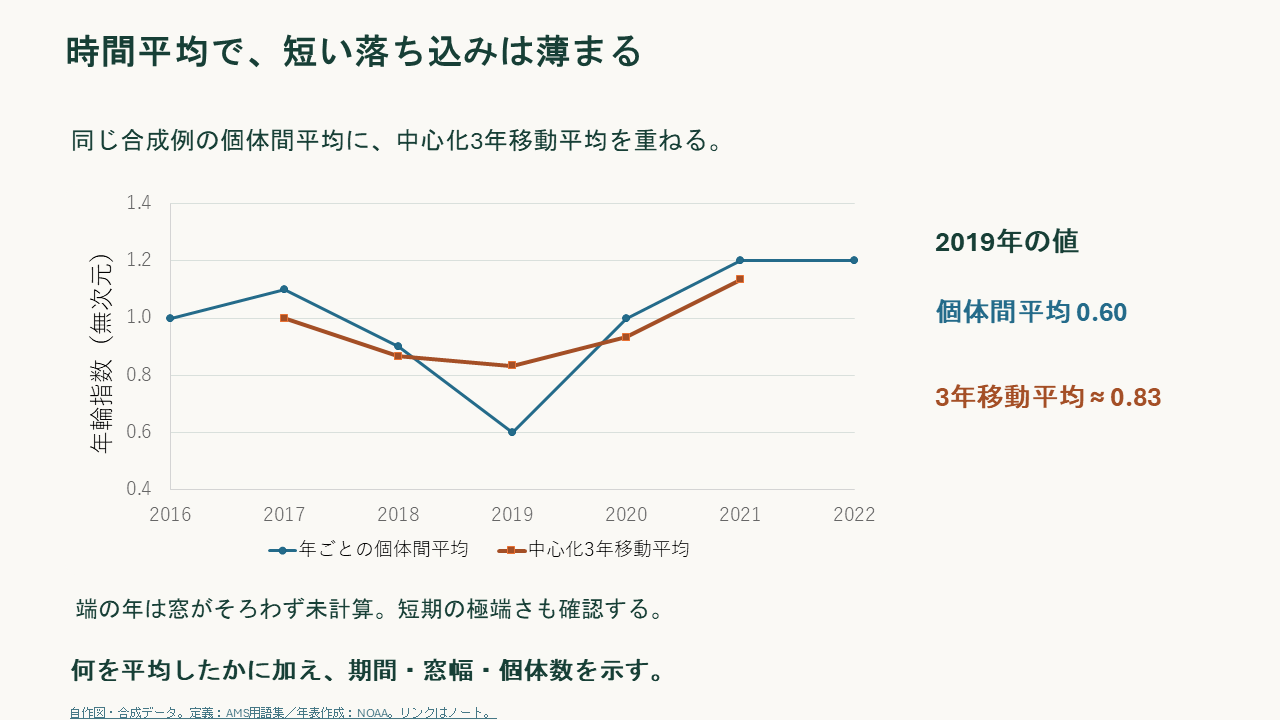 時間平均で、短い落ち込みは薄まる
同じ合成例の個体間平均に、中心化3年移動平均を重ねる。
年輪指数（無次元）
1.4
1.2
1.0
0.8
0.6
0.4
2016 2017 2018 2019 2020 2021 2022
年ごとの個体間平均 中心化3年移動平均
2019年の値
個体間平均 0.60
3年移動平均 ≈ 0.83
端の年は窓がそろわず未計算。短期の極端さも確認する。
何を平均したかに加え、期間・窓幅・個体数を示す。
自作図・合成データ。定義：AMS用語集／年表作成：NOAA。リンクはノート。